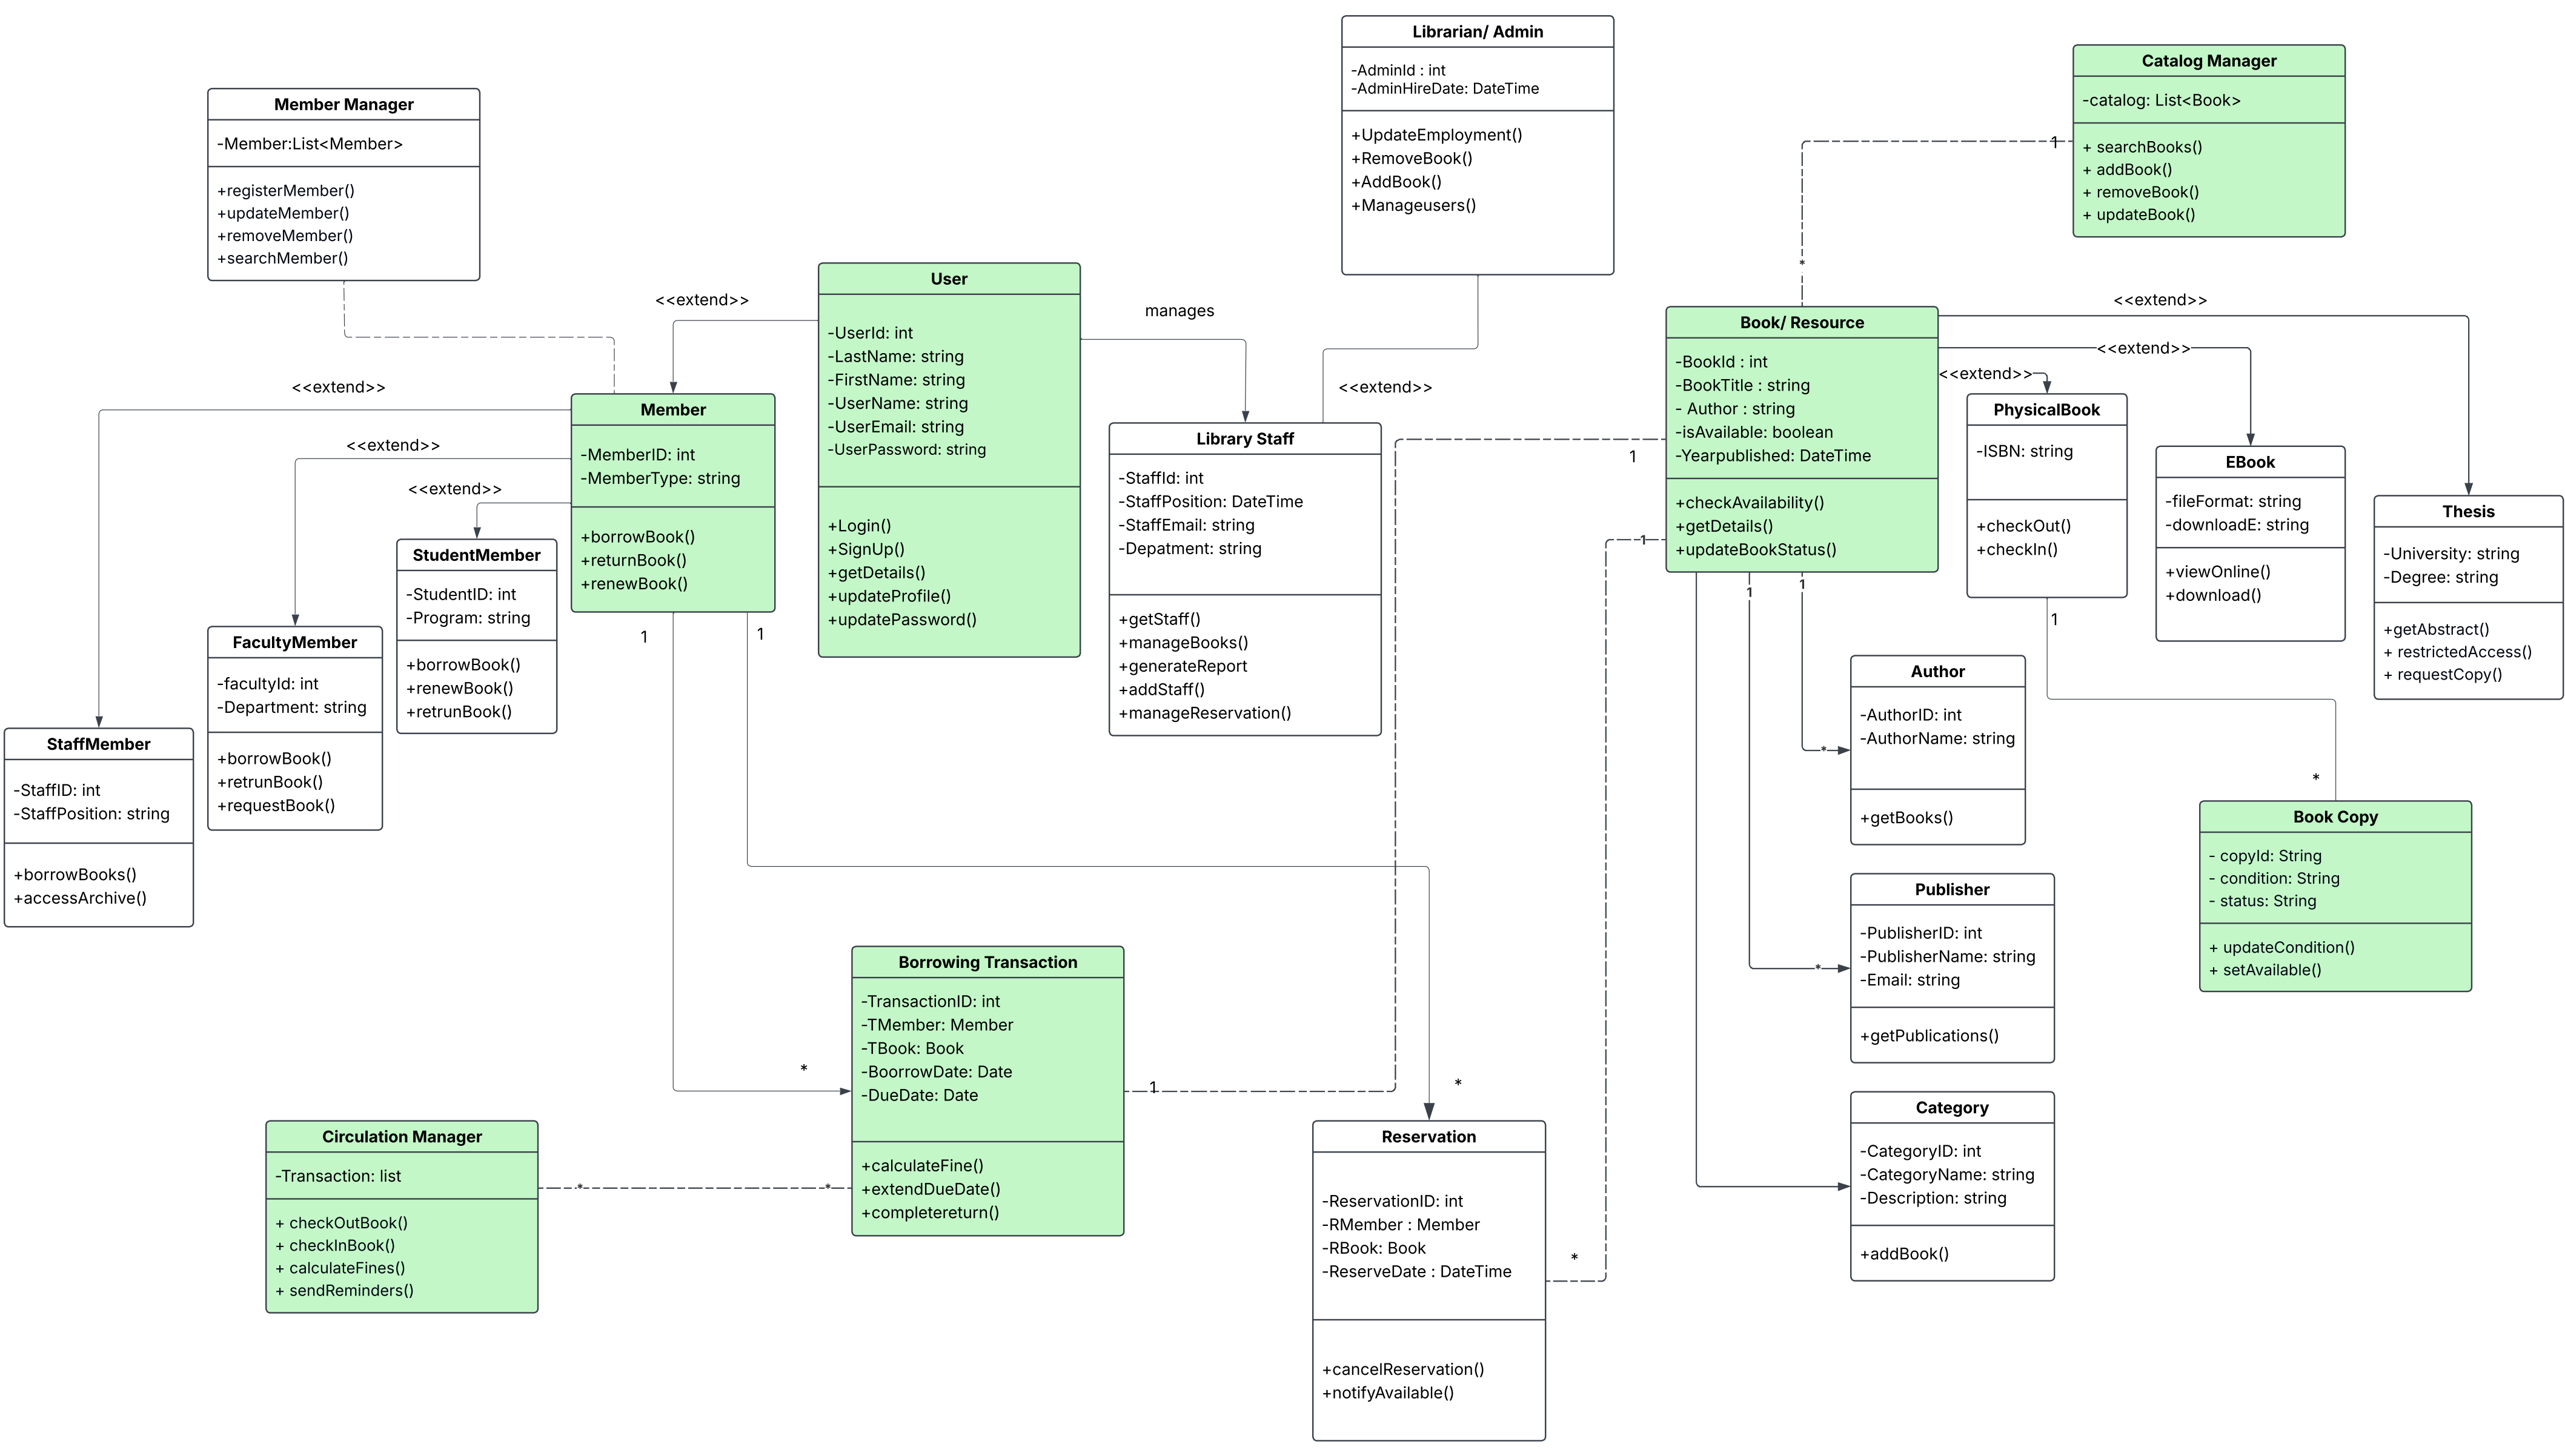 Librarian/ Admin
-AdminId : int
-AdminHireDate: DateTime
+UpdateEmployment()
+RemoveBook()
+AddBook()
+Manageusers()
Catalog Manager
-catalog: List<Book>
+ searchBooks()
+ addBook()
+ removeBook()
+ updateBook()
1
*
Member Manager
-Member:List<Member>
+registerMember()
+updateMember()
+removeMember()
+searchMember()
User
-UserId: int
-LastName: string
-FirstName: string
-UserName: string
-UserEmail: string
-UserPassword: string
+Login()
+SignUp()
+getDetails()
+updateProfile()
+updatePassword()
<<extend>>
manages
<<extend>>
Book/ Resource
-BookId : int
-BookTitle : string
- Author : string
-isAvailable: boolean
-Yearpublished: DateTime
+checkAvailability()
+getDetails()
+updateBookStatus()
<<extend>>
<<extend>>
<<extend>>
PhysicalBook
-ISBN: string
+checkOut()
+checkIn()
EBook
-fileFormat: string
-downloadE: string
+viewOnline()
+download()
Thesis
-University: string
-Degree: string
+getAbstract()
+ restrictedAccess()
+ requestCopy()
<<extend>>
<<extend>>
<<extend>>
Member
-MemberID: int
-MemberType: string
+borrowBook()
+returnBook()
+renewBook()
Library Staff
-StaffId: int
-StaffPosition: DateTime
-StaffEmail: string
-Depatment: string
+getStaff()
+manageBooks()
+generateReport
+addStaff()
+manageReservation()
StudentMember
-StudentID: int
-Program: string
+borrowBook()
+renewBook()
+retrunBook()
FacultyMember
-facultyId: int
-Department: string
+borrowBook()
+retrunBook()
+requestBook()
StaffMember
-StaffID: int
-StaffPosition: string
+borrowBooks()
+accessArchive()
1
1
1
1
1
1
1
Author
-AuthorID: int
-AuthorName: string
+getBooks()
*
*
Book Copy
- copyId: String
- condition: String
- status: String
+ updateCondition()
+ setAvailable()
Publisher
-PublisherID: int
-PublisherName: string
-Email: string
+getPublications()
*
Borrowing Transaction
-TransactionID: int
-TMember: Member
-TBook: Book
-BoorrowDate: Date
-DueDate: Date
+calculateFine()
+extendDueDate()
+completereturn()
*
1
*
Category
-CategoryID: int
-CategoryName: string
-Description: string
+addBook()
Circulation Manager
-Transaction: list
+ checkOutBook()
+ checkInBook()
+ calculateFines()
+ sendReminders()
*
*
Reservation
-ReservationID: int
-RMember : Member
-RBook: Book
-ReserveDate : DateTime
+cancelReservation()
+notifyAvailable()
*